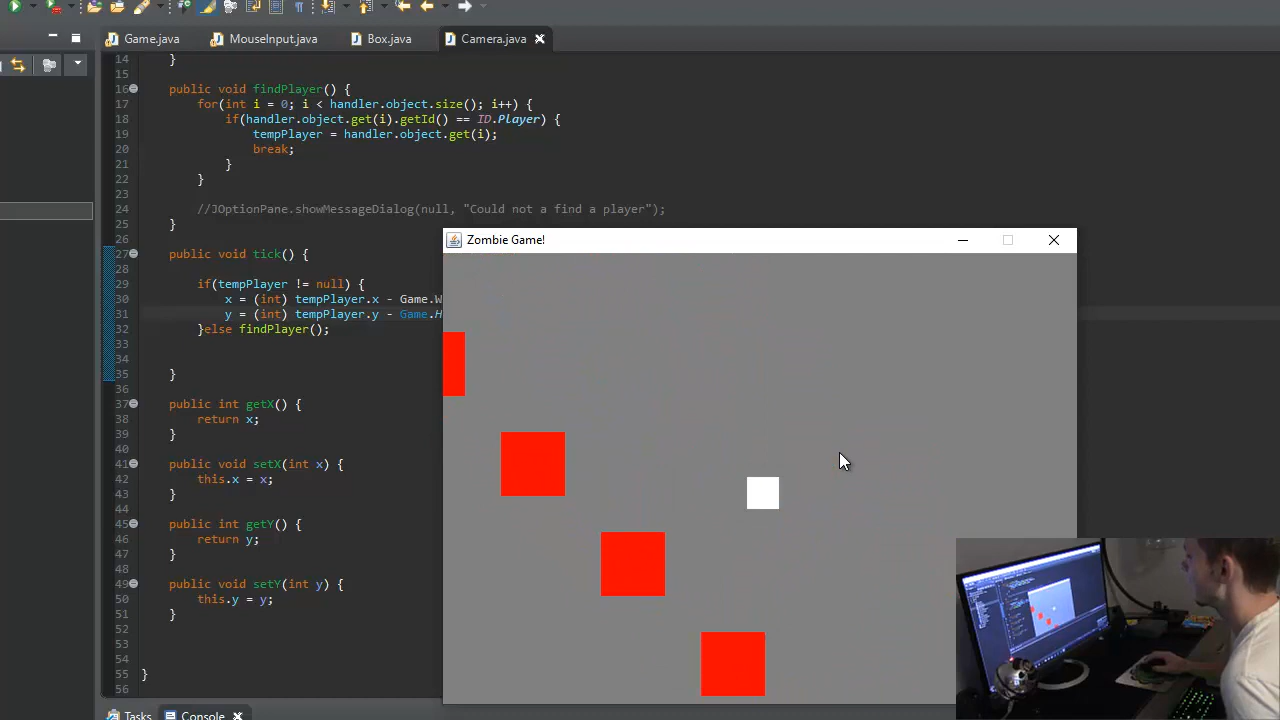 Game.java MouseInput.java Box.java Camera.java
14 }
15
16 public void findPlayer() {
17 for(int i = 0; i < handler.object.size(); i++) {
18 if(handler.object.get(i).getId() == ID.Player) {
19 tempPlayer = handler.object.get(i);
20 break;
21 }
22 }
23
24 //JOptionPane.showMessageDialog(null, "Could not a find a player");
25 }
26
Zombie Game!
27 public void tick() {
28
29 if(tempPlayer != null) {
30 x = (int) tempPlayer.x - Game.W
31 y = (int) tempPlayer.y - Game.H
32 }else findPlayer();
33
34
35 }
36
37 public int getX() {
38 return x;
39 }
40
41 public void setX(int x) {
42 this.x = x;
43 }
44
45 public int getY() {
46 return y;
47 }
48
49 public void setY(int y) {
50 this.y = y;
51 }
52
53
54
55 }
56
Tasks Console